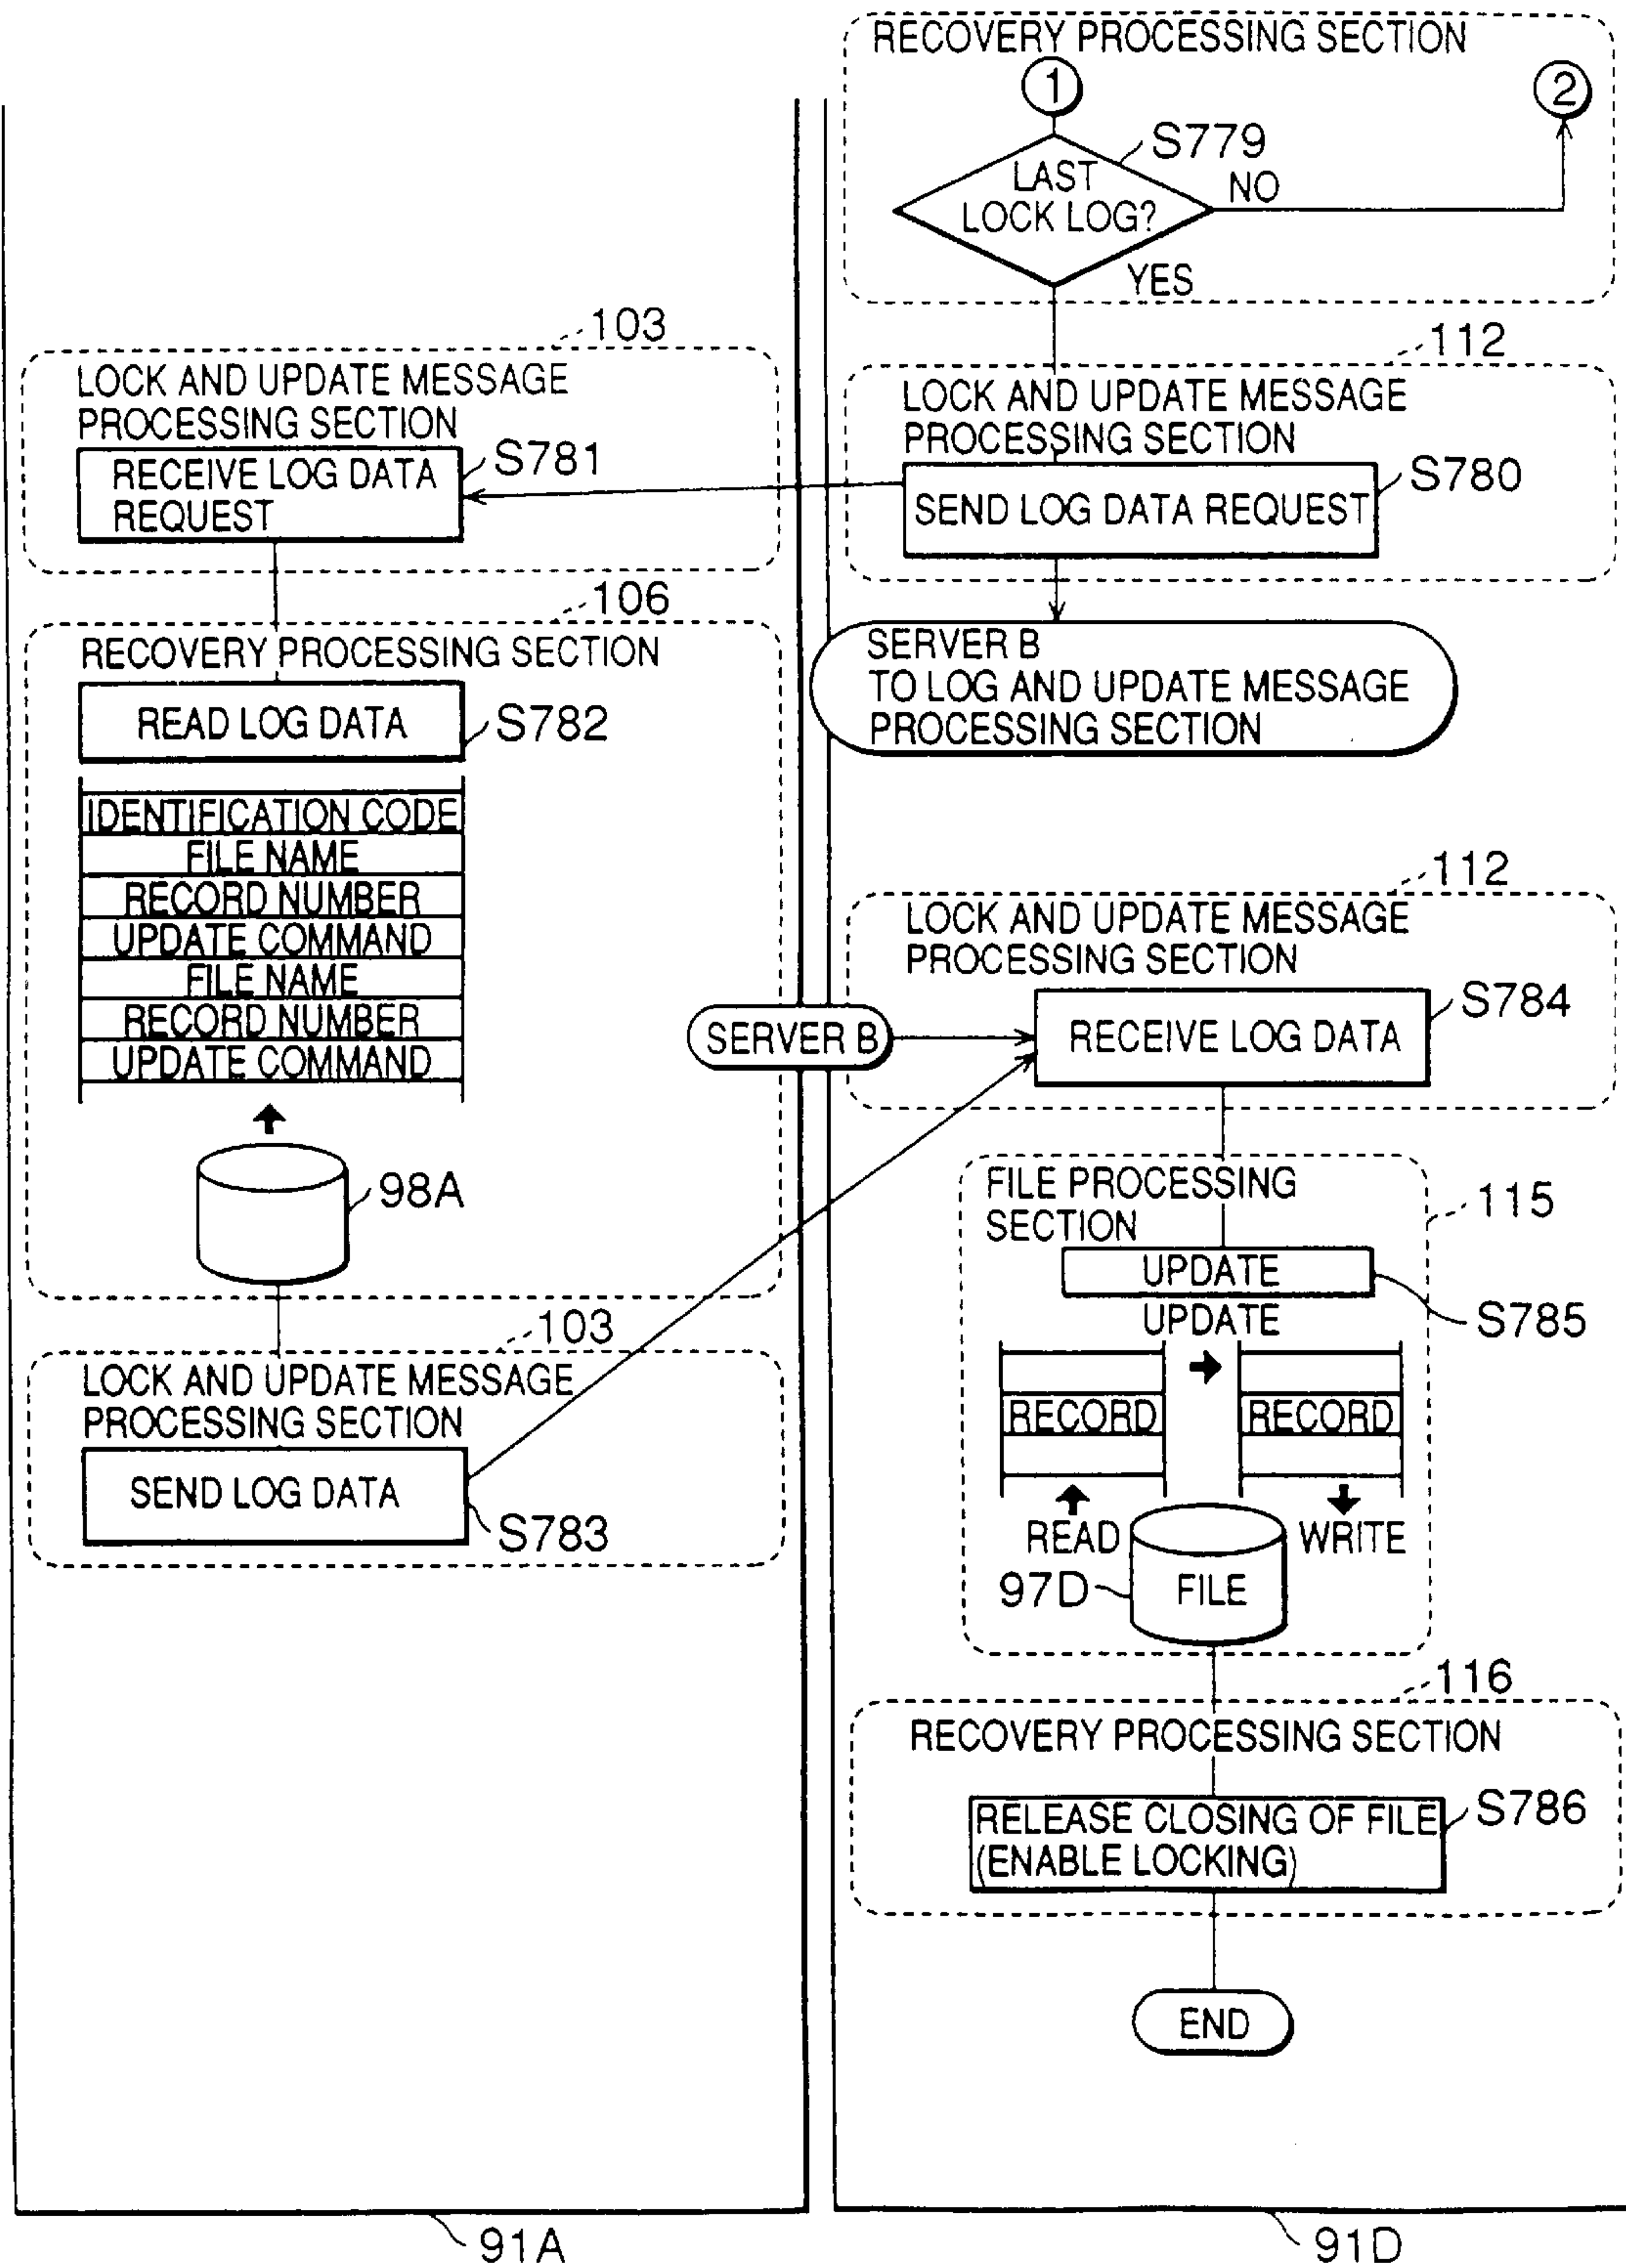 RECOVERY PROCESSING SECTION
1
2
S779
LAST
LOCK LOG?
NO
YES
103
LOCK AND UPDATE MESSAGE
PROCESSING SECTION
RECEIVE LOG DATA
REQUEST
S781
112
LOCK AND UPDATE MESSAGE
PROCESSING SECTION
SEND LOG DATA REQUEST
S780
106
RECOVERY PROCESSING SECTION
READ LOG DATA
S782
SERVER B
TO LOG AND UPDATE MESSAGE
PROCESSING SECTION
IDENTIFICATION CODE
FILE NAME
RECORD NUMBER
UPDATE COMMAND
FILE NAME
RECORD NUMBER
UPDATE COMMAND
98A
112
LOCK AND UPDATE MESSAGE
PROCESSING SECTION
SERVER B
RECEIVE LOG DATA
S784
FILE PROCESSING
SECTION
115
UPDATE
S785
UPDATE
RECORD
RECORD
READ
WRITE
97D
FILE
103
LOCK AND UPDATE MESSAGE
PROCESSING SECTION
SEND LOG DATA
S783
116
RECOVERY PROCESSING SECTION
RELEASE CLOSING OF FILE
(ENABLE LOCKING)
S786
END
91A
91D